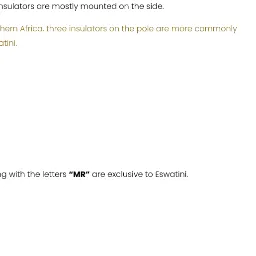 nsulators are mostly mounted on the side.
hern Africa, three insulators on the pole are more commonly
atini.
g with the letters “MR” are exclusive to Eswatini.